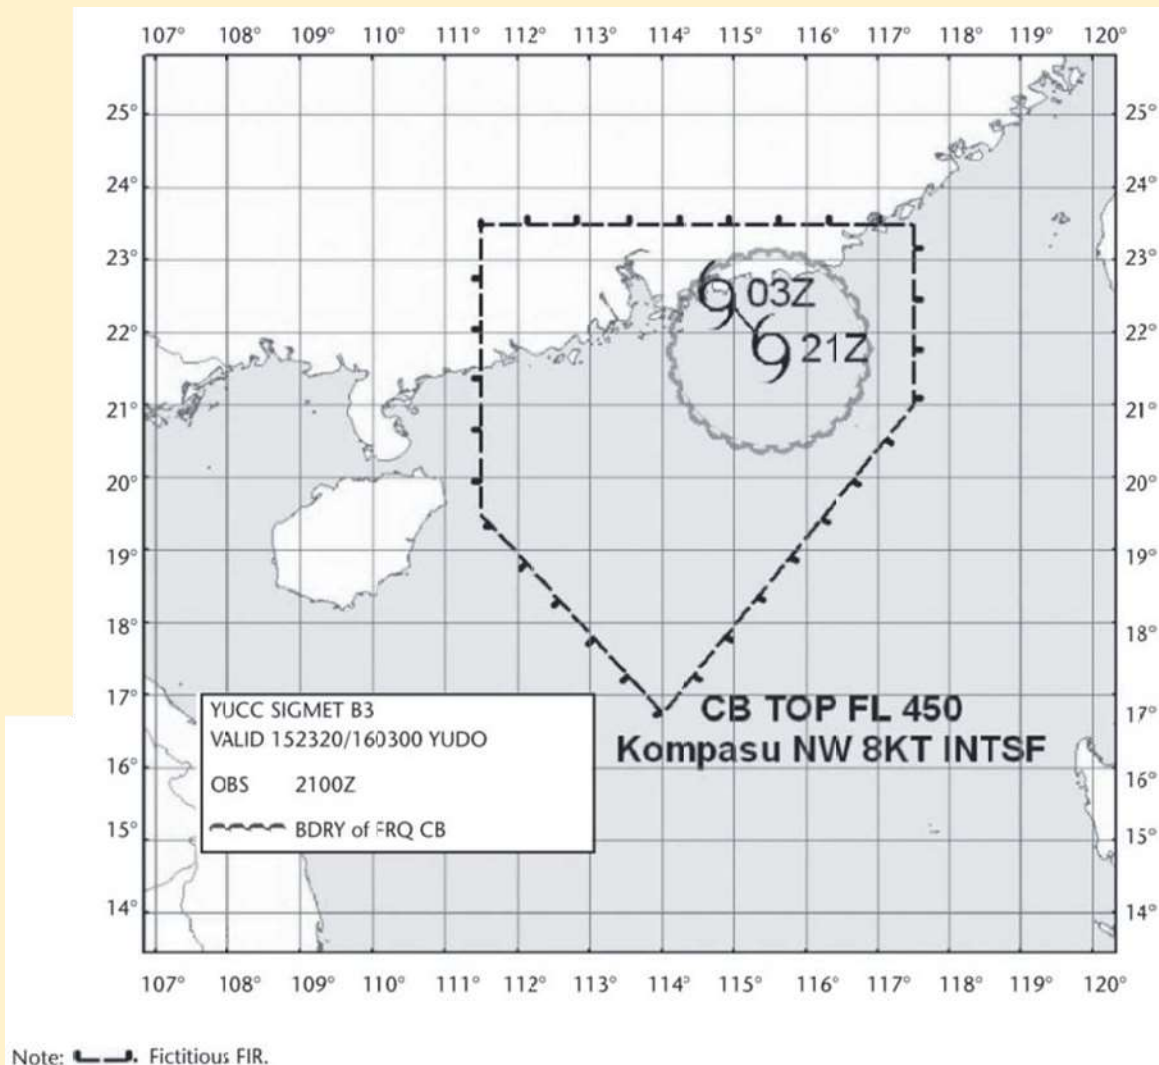 107° 108° 109° 110° 111° 112° 113° 114° 115° 116° 117° 118° 119° 120°
25° 25°
24° 24°
23° 23°
03Z
22° 22°
21Z
21° 21°
20° 20°
19° 19°
18° 18°
17° 17°
CB TOP FL 450
Kompasu NW 8KT INTSF
YUCC SIGMET B3
VALID 152320/160300 YUDO
OBS 2100Z
BDRY of FRQ CB
16° 16°
15° 15°
14° 14°
107° 108° 109° 110° 111° 112° 113° 114° 115° 116° 117° 118° 119° 120°
Note: Fictitious FIR.